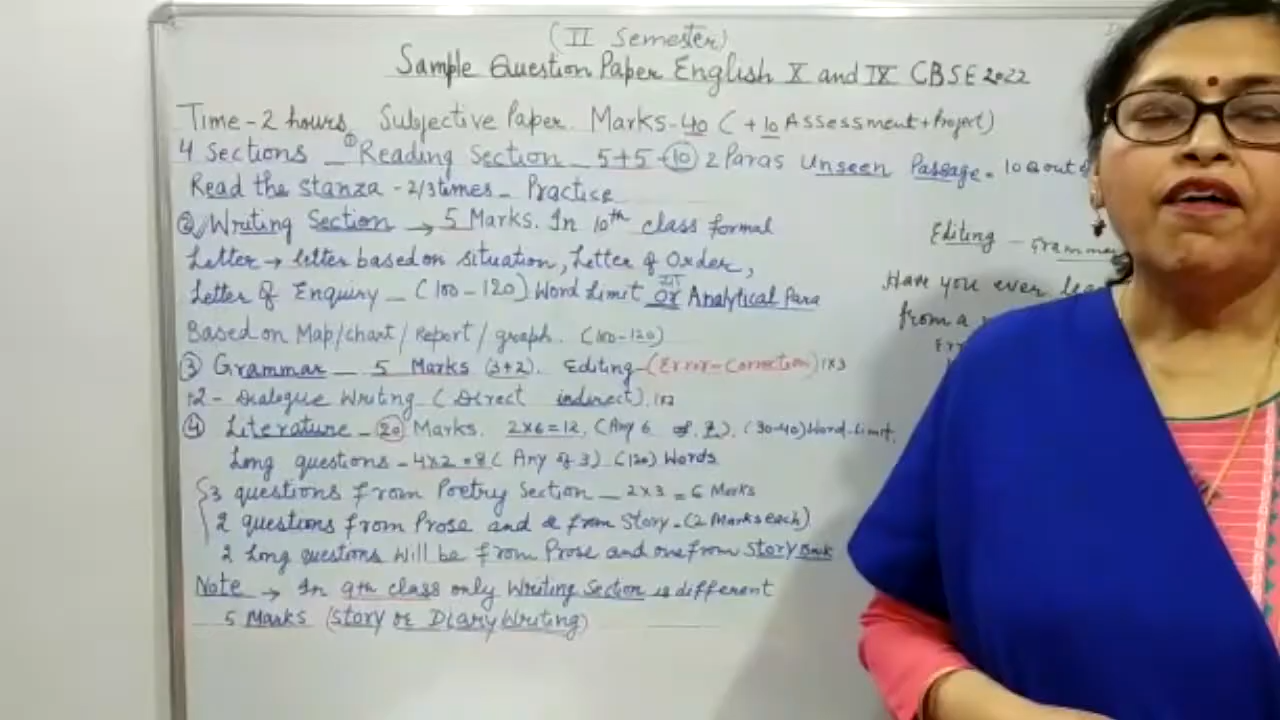 (II Semester)
Sample Question Paper English X and IX CBSE 2022
Time - 2 hours, Subjective Paper. Marks-40 ( + 10 Assessment + Project)
4 Sections - ① Reading Section - 5+5 - ⑩ 2 Paras Unseen Passage - 10 Q out of
Read the Stanza - 2/3 times - Practice
② Writing Section → 5 Marks. In 10th class formal
Letter → letter based on situation, Letter of Order,
Letter of Enquiry - (100-120) Word Limit या Or Analytical Para
Based on Map/chart/Report/graph. (100-120)
③ Grammar - 5 Marks (3+2). Editing - (Error-Correction) 1x3
2 - Dialogue Writng (Direct indirect). 1x2
④ Literature - ⑳ Marks. 2x6=12, (Any 6 of 7). (30-40) Word-limit.
Long questions - 4x2=8 (Any of 3) (120) Words
3 questions from Poetry Section - 2x3 = 6 Marks
2 questions from Prose and 2 from Story - (2 Marks each)
2 Long questions will be from Prose and one from Story Book
Note → In 9th class only Writing Section is different
5 Marks (Story or Diary Writing)
Editing - Grammer
Have you ever
from a